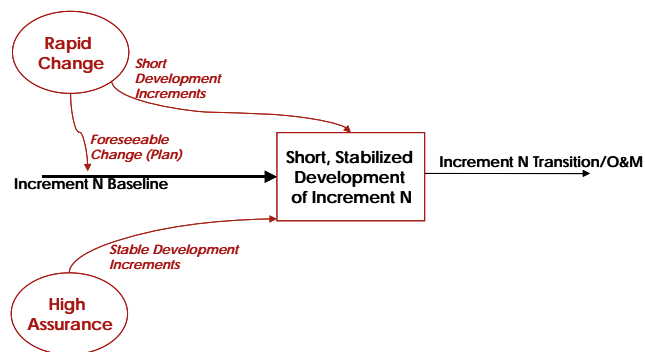 Rapid
Change
Short
Development
Increments
Foreseeable
Change (Plan)
Increment N Baseline
Short, Stabilized
Development
of Increment N
Increment N Transition/O&M
Stable Development
Increments
High
Assurance